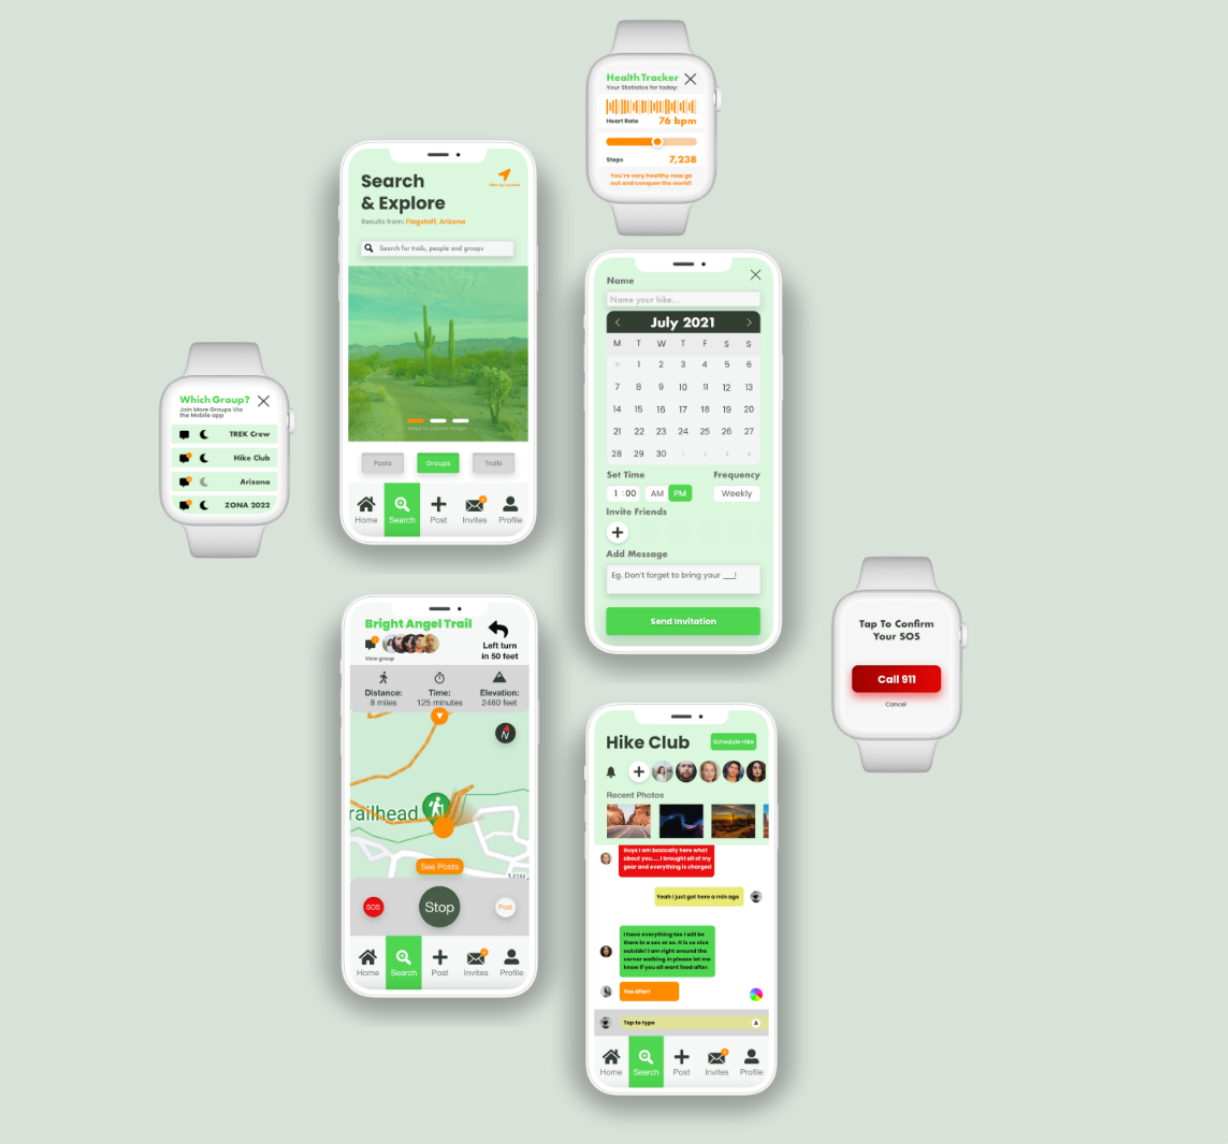 Health Tracker
Your Statistics for today:
Heart Rate 76 bpm
Steps 7,238
You're very healthy now go
out and conquer the world!
Search
& Explore
Filter by Location
Results from: Flagstaff, Arizona
Search for trails, people and groups
Swipe for popular images
Posts Groups Trails
Home Search Post Invites Profile
Name
Name your hike...
July 2021
M T W T F S S
1 2 3 4 5 6
7 8 9 10 11 12 13
14 15 16 17 18 19 20
21 22 23 24 25 26 27
28 29 30 1 2 3 4
Set Time Frequency
1 : 00 AM PM Weekly
Invite Friends
Add Message
Eg. Don't forget to bring your ___!
Send Invitation
Which Group?
Join More Groups Via
the Mobile app
TREK Crew
Hike Club
Arizona
ZONA 2022
Bright Angel Trail
View group
Left turn
in 50 feet
Distance: Time: Elevation:
8 miles 125 minutes 2460 feet
N
railhead
See Posts
SOS Stop Post
Home Search Post Invites Profile
Tap To Confirm
Your SOS
Call 911
Cancel
Hike Club
Schedule Hike
Recent Photos
Guys I am basically here what
about you.... I brought all of my
gear and everything is charged
Yeah I just got here a min ago
I have everything too I will be
there in a sec or so. It is so nice
outside! I am right around the
corner walking in please let me
know if you all want food after.
You after!
Tap to type
A
Home Search Post Invites Profile